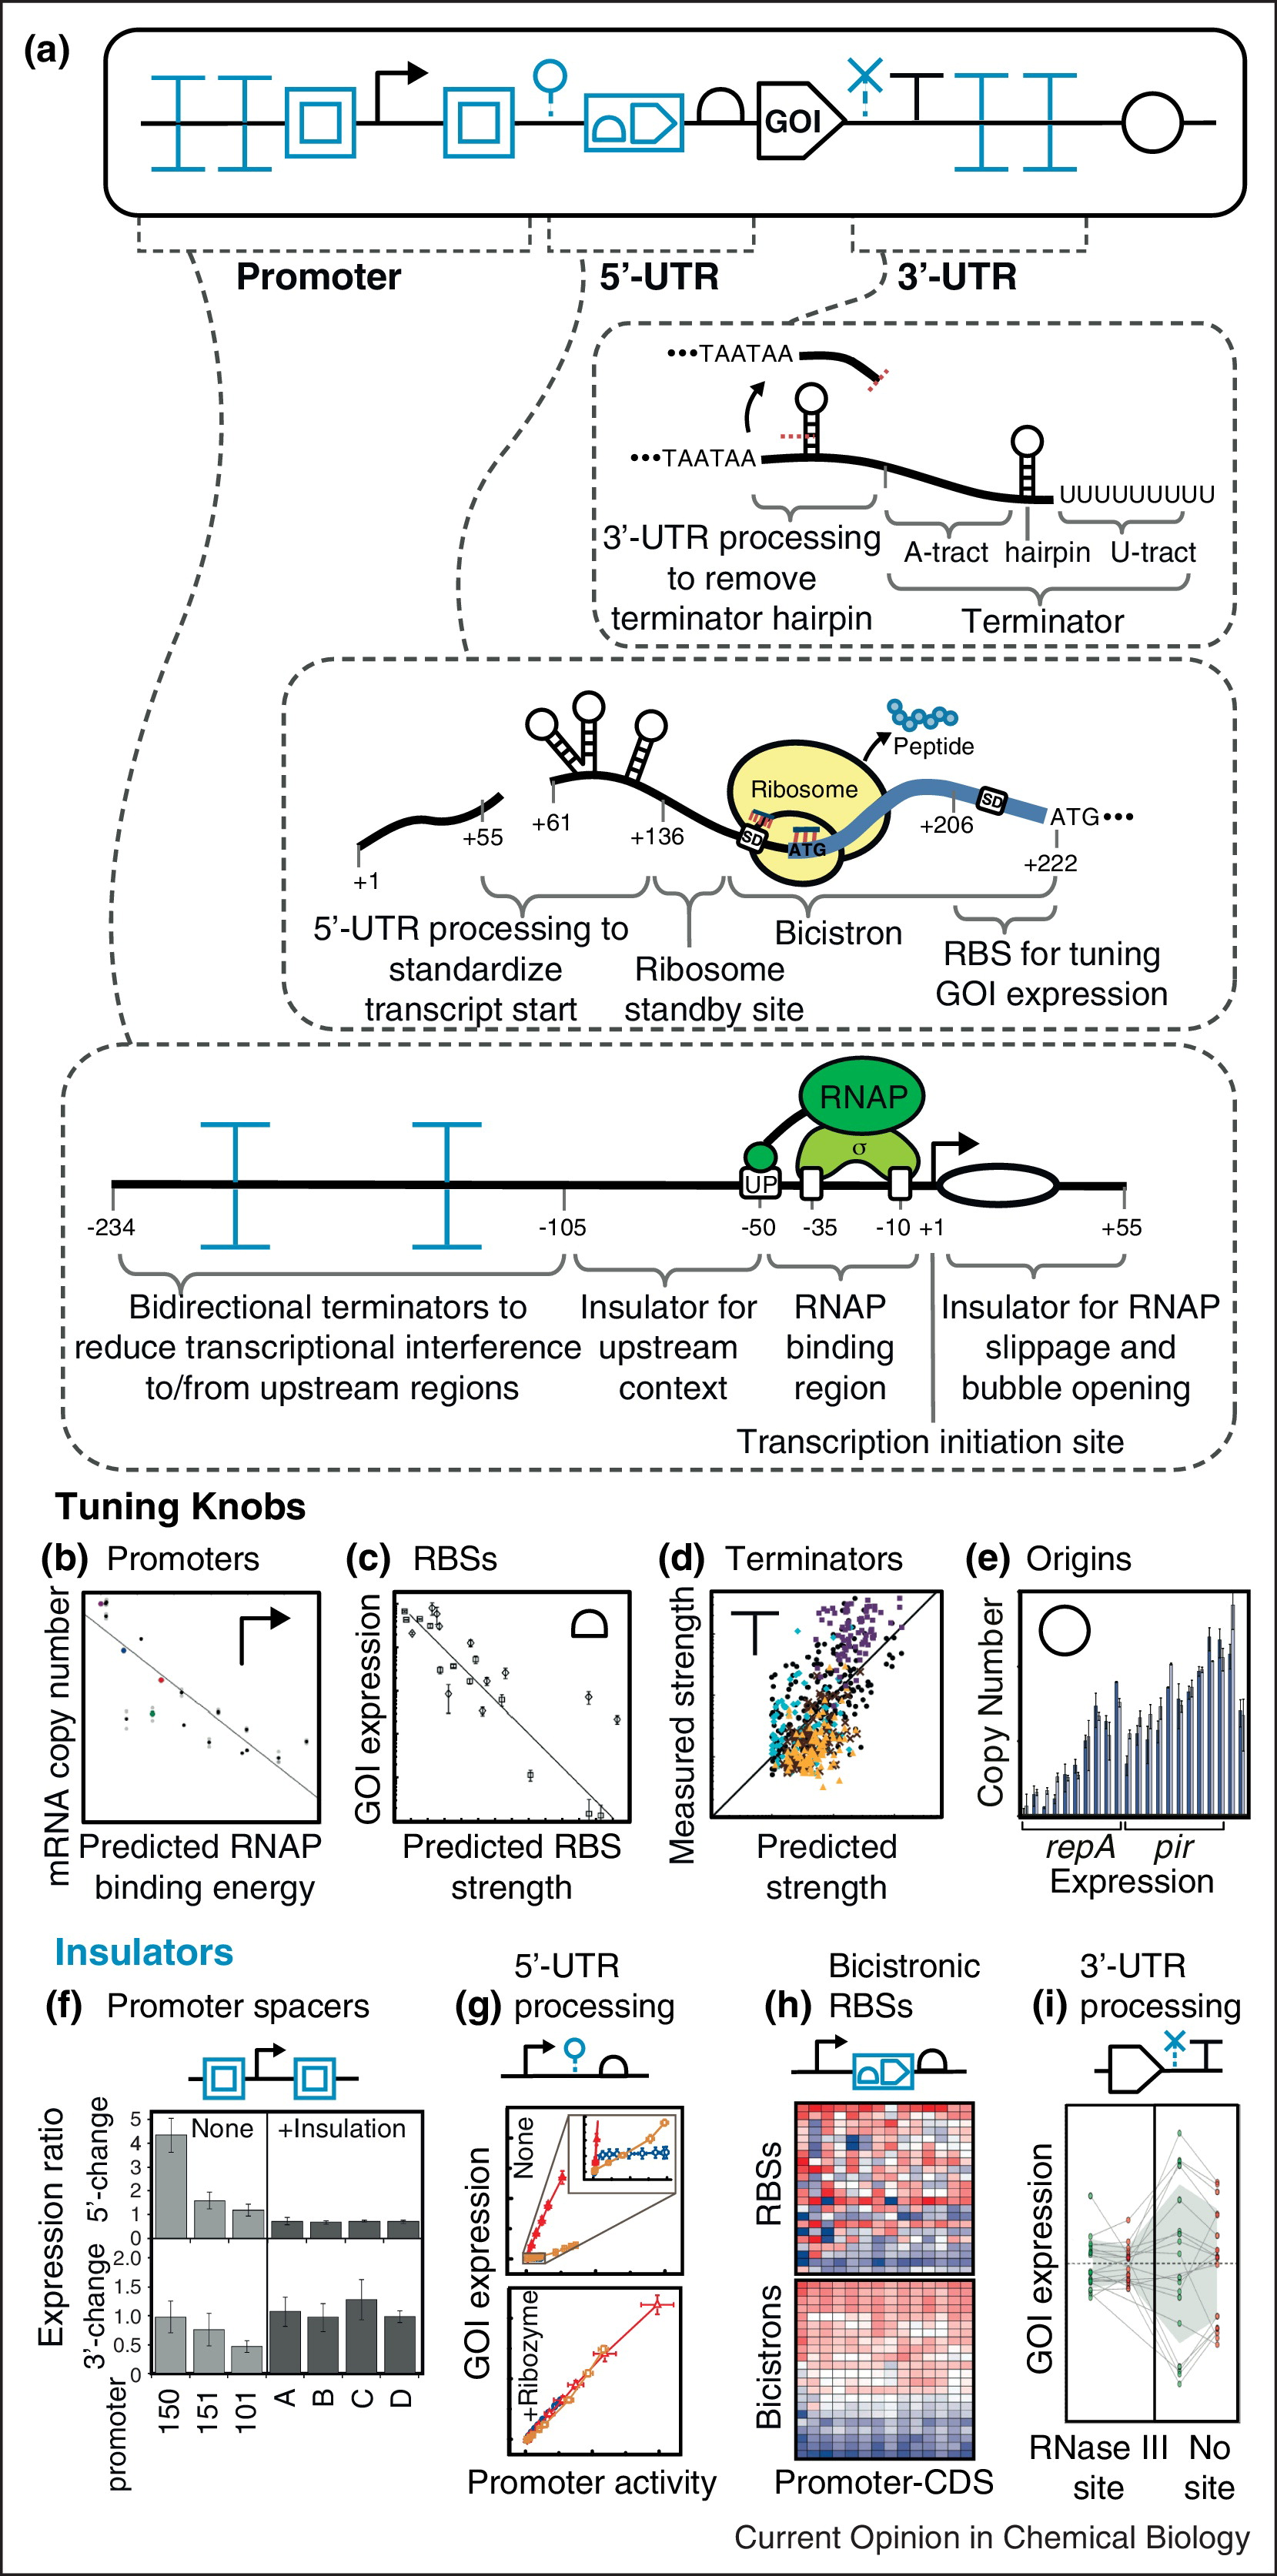 (a)
GOI
Promoter
5’-UTR
3’-UTR
•••TAATAA
•••TAATAA
UUUUUUUUU
3’-UTR processing
to remove
terminator hairpin
A-tract hairpin U-tract
Terminator
Peptide
Ribosome
SD
ATG
SD
ATG•••
+1
+55
+61
+136
+206
+222
5’-UTR processing to
standardize
transcript start
Ribosome
standby site
Bicistron
RBS for tuning
GOI expression
RNAP
σ
UP
-234
-105
-50
-35
-10
+1
+55
Bidirectional terminators to
reduce transcriptional interference
to/from upstream regions
Insulator for
upstream
context
RNAP
binding
region
Insulator for RNAP
slippage and
bubble opening
Transcription initiation site
Tuning Knobs
(b) Promoters
mRNA copy number
Predicted RNAP
binding energy
(c) RBSs
GOI expression
Predicted RBS
strength
(d) Terminators
Measured strength
Predicted
strength
(e) Origins
Copy Number
repA pir
Expression
Insulators
(f) Promoter spacers
Expression ratio
5’-change
3’-change
None +Insulation
5
4
3
2
1
0
2.0
1.5
1.0
0.5
0
promoter
150
151
101
A
B
C
D
(g) 5’-UTR
processing
GOI expression
None
+Ribozyme
Promoter activity
(h) Bicistronic
RBSs
RBSs
Bicistrons
Promoter-CDS
(i) 3’-UTR
processing
GOI expression
RNase III
site
No
site
Current Opinion in Chemical Biology